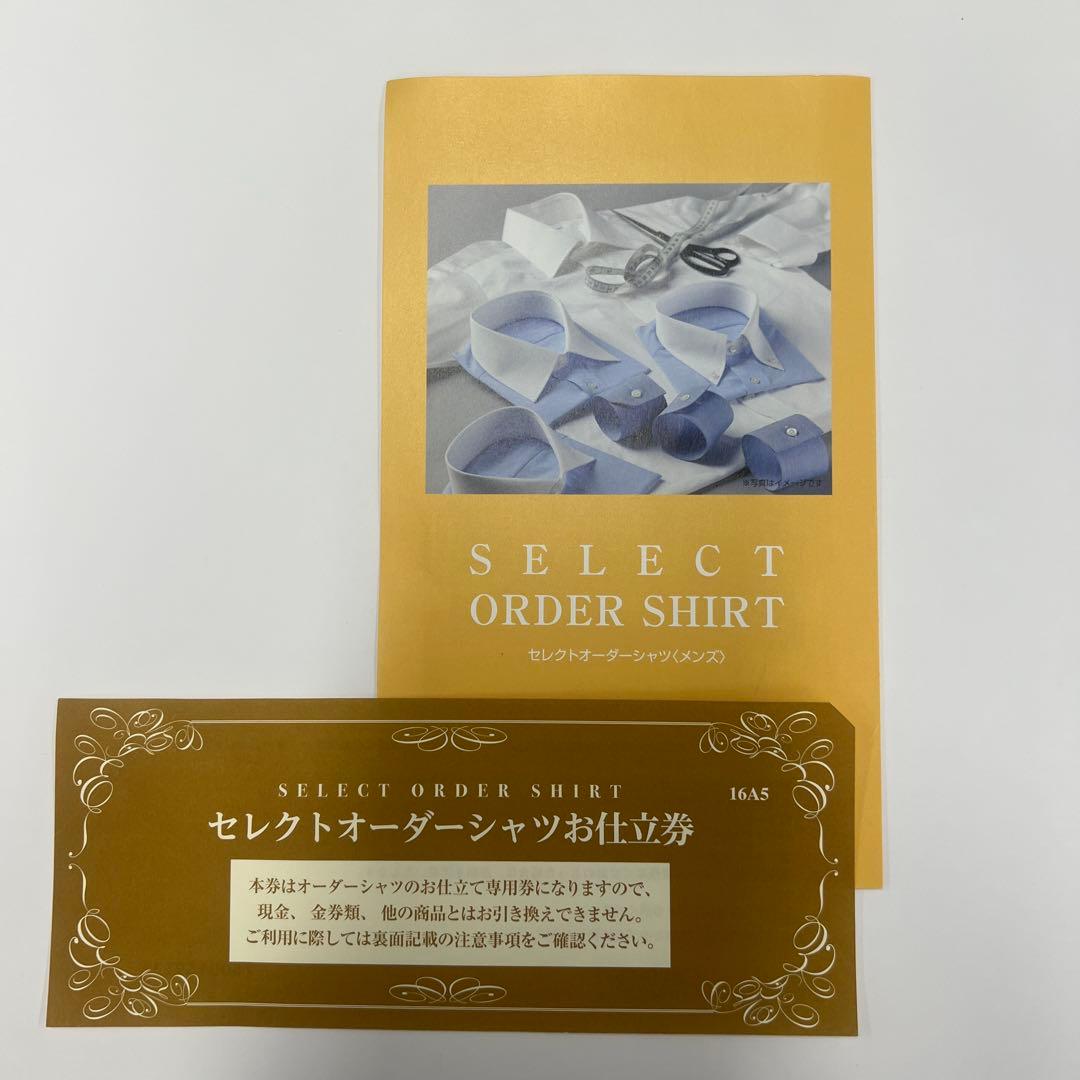 ※写真はイメージです
SELECT
ORDER SHIRT
セレクトオーダーシャツ〈メンズ〉
SELECT ORDER SHIRT
16A5
セレクトオーダーシャツお仕立券
本券はオーダーシャツのお仕立て専用券になりますので、
現金、金券類、他の商品とはお引き換えできません。
ご利用に際しては裏面記載の注意事項をご確認ください。